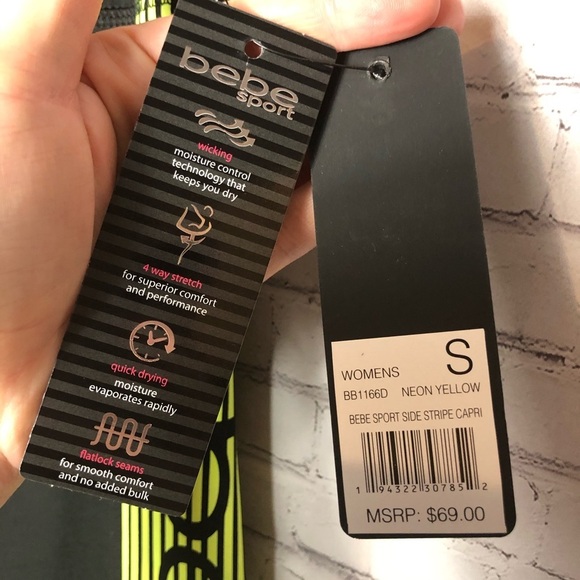 bebe
sport
wicking
moisture control
technology that
keeps you dry
4 way stretch
for superior comfort
and performance
quick drying
moisture
evaporates rapidly
flatlock seams
for smooth comfort
and no added bulk
WOMENS S
BB1166D NEON YELLOW
BEBE SPORT SIDE STRIPE CAPRI
1 94322 30785 2
MSRP: $69.00